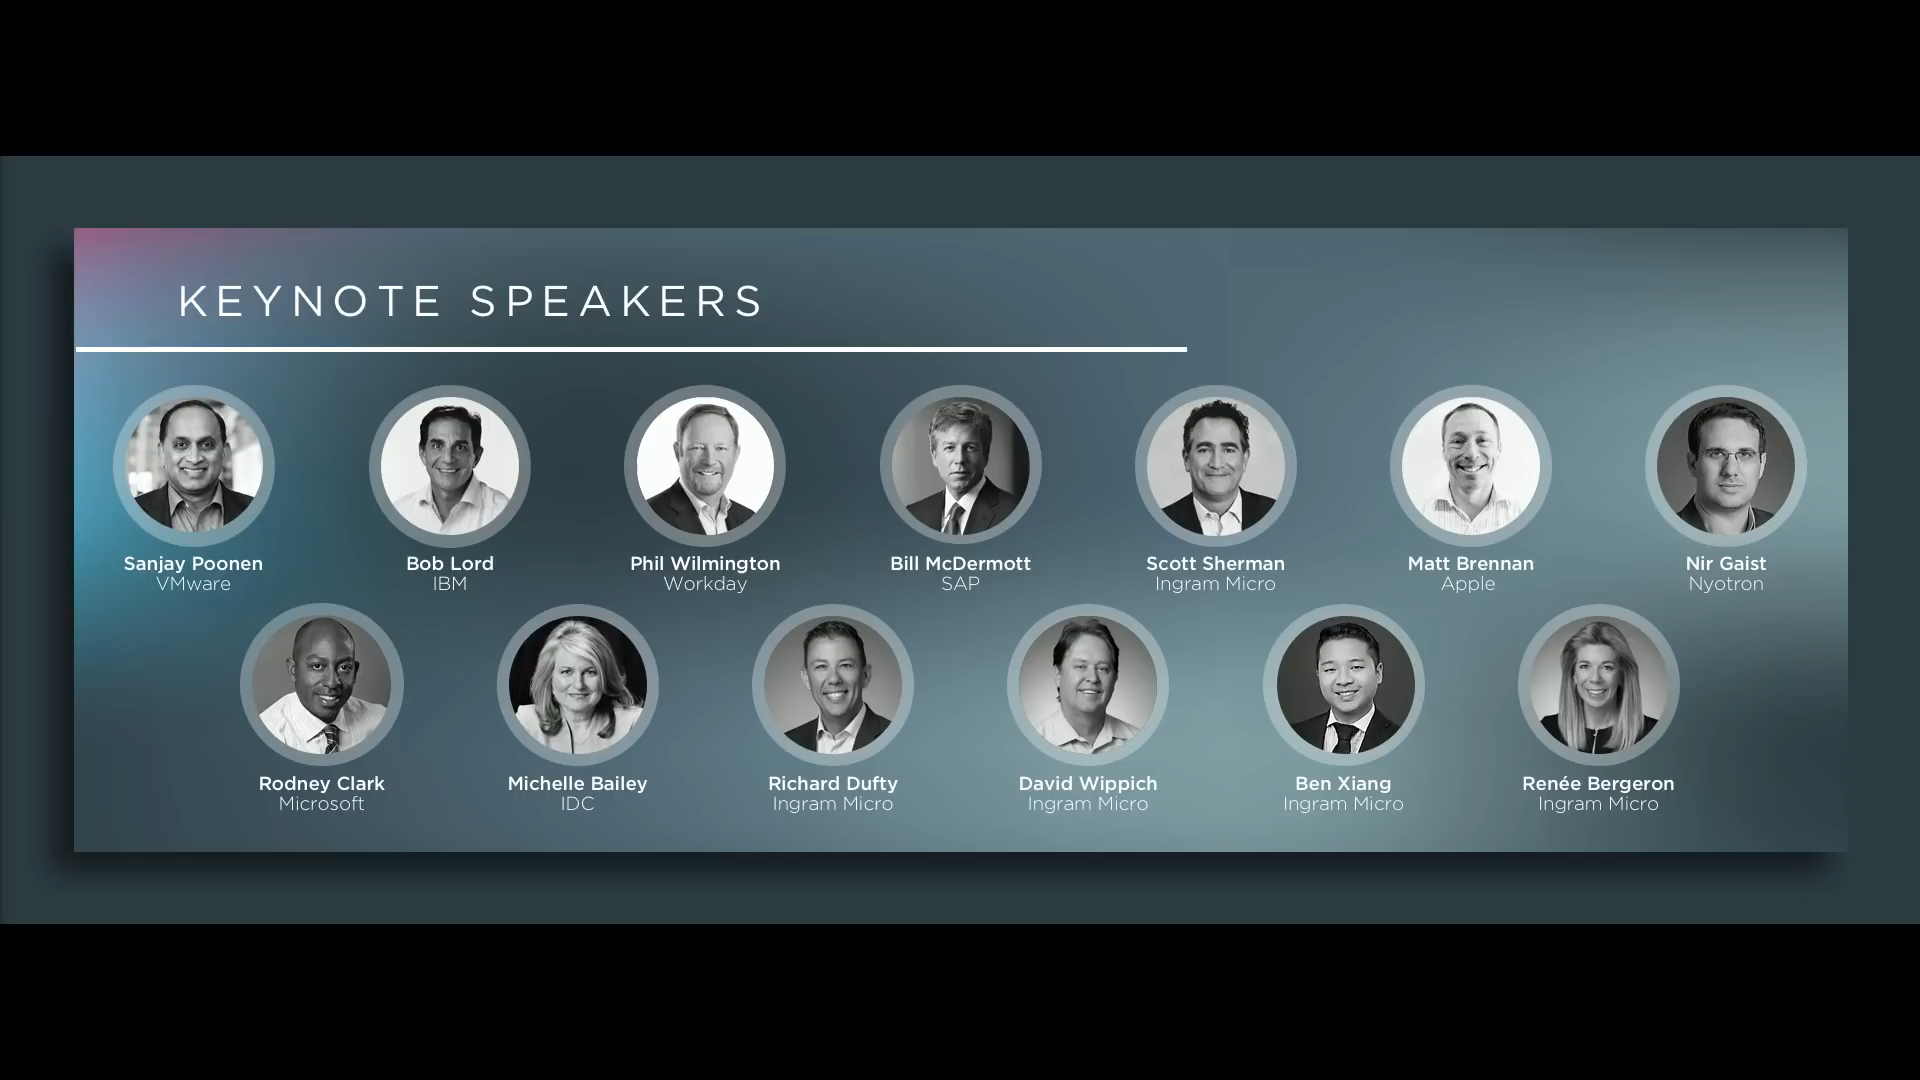 KEYNOTE SPEAKERS
Sanjay Poonen
VMware
Bob Lord
IBM
Phil Wilmington
Workday
Bill McDermott
SAP
Scott Sherman
Ingram Micro
Matt Brennan
Apple
Nir Gaist
Nyotron
Rodney Clark
Microsoft
Michelle Bailey
IDC
Richard Dufty
Ingram Micro
David Wippich
Ingram Micro
Ben Xiang
Ingram Micro
Renée Bergeron
Ingram Micro